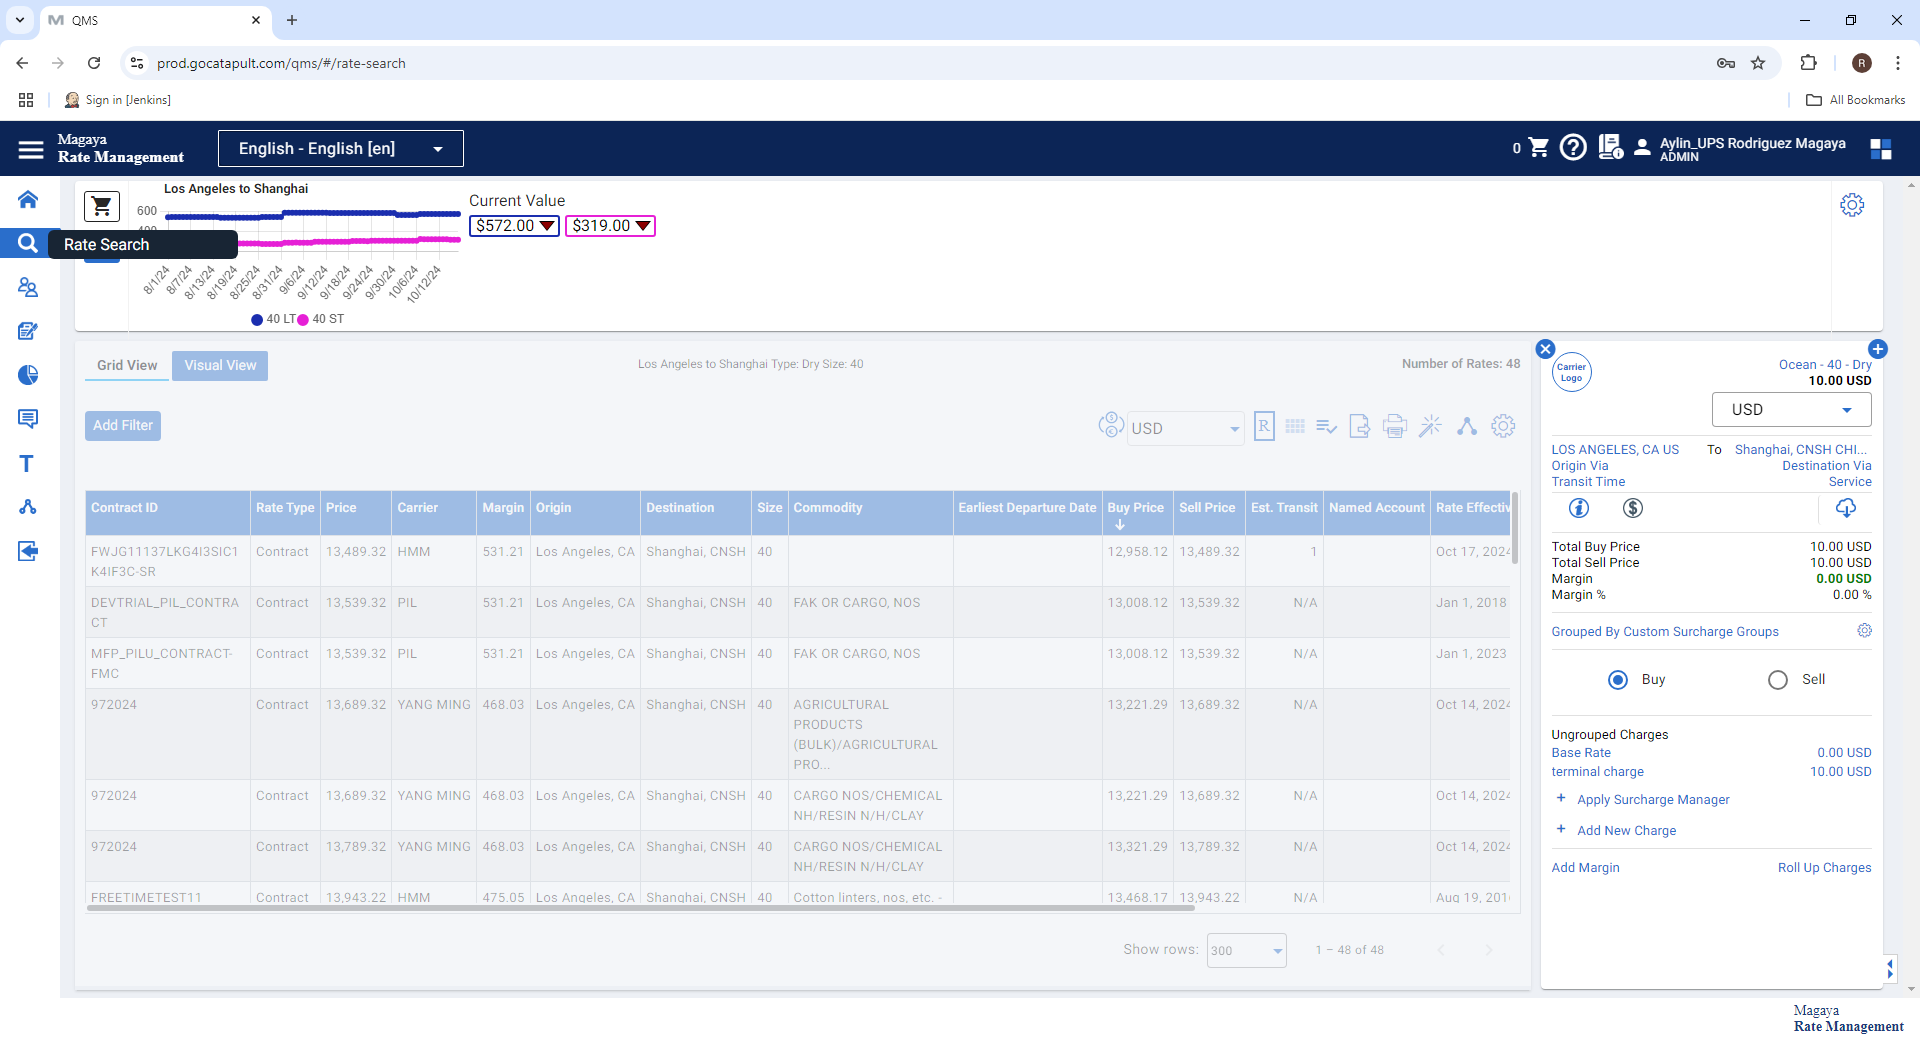 QMS
prod.gocatapult.com/qms/#/rate-search
R
Sign in [Jenkins]
All Bookmarks
Magaya
Rate Management
English - English [en]
0
Aylin_UPS Rodriguez Magaya
ADMIN
Los Angeles to Shanghai
600
Current Value
$572.00
$319.00
Rate Search
8/1/24
8/7/24
8/13/24
8/19/24
8/25/24
8/31/24
9/6/24
9/12/24
9/18/24
9/24/24
9/30/24
10/6/24
10/12/24
40 LT
40 ST
Grid View
Visual View
Los Angeles to Shanghai Type: Dry Size: 40
Number of Rates: 48
Add Filter
USD
R
Contract ID Rate Type Price Carrier Margin Origin Destination Size Commodity Earliest Departure Date Buy Price Sell Price Est. Transit Named Account Rate Effectiv
FWJG11137LKG4I3SIC1 Contract 13,489.32 HMM 531.21 Los Angeles, CA Shanghai, CNSH 40 12,958.12 13,489.32 1 Oct 17, 2024
K4IF3C-SR
DEVTRIAL_PIL_CONTRA Contract 13,539.32 PIL 531.21 Los Angeles, CA Shanghai, CNSH 40 FAK OR CARGO, NOS 13,008.12 13,539.32 N/A Jan 1, 2018
CT
MFP_PILU_CONTRACT- Contract 13,539.32 PIL 531.21 Los Angeles, CA Shanghai, CNSH 40 FAK OR CARGO, NOS 13,008.12 13,539.32 N/A Jan 1, 2023
FMC
972024 Contract 13,689.32 YANG MING 468.03 Los Angeles, CA Shanghai, CNSH 40 AGRICULTURAL 13,221.29 13,689.32 N/A Oct 14, 2024
PRODUCTS
(BULK)/AGRICULTURAL
PRO...
972024 Contract 13,689.32 YANG MING 468.03 Los Angeles, CA Shanghai, CNSH 40 CARGO NOS/CHEMICAL 13,221.29 13,689.32 N/A Oct 14, 2024
NH/RESIN N/H/CLAY
972024 Contract 13,789.32 YANG MING 468.03 Los Angeles, CA Shanghai, CNSH 40 CARGO NOS/CHEMICAL 13,321.29 13,789.32 N/A Oct 14, 2024
NH/RESIN N/H/CLAY
FREETIMETEST11 Contract 13,943.22 HMM 475.05 Los Angeles, CA Shanghai, CNSH 40 Cotton linters, nos, etc. - 13,468.17 13,943.22 N/A Aug 19, 201
Show rows: 300 1 – 48 of 48
Carrier
Logo
Ocean - 40 - Dry
10.00 USD
USD
LOS ANGELES, CA US To Shanghai, CNSH CHI...
Origin Via Destination Via
Transit Time Service
Total Buy Price 10.00 USD
Total Sell Price 10.00 USD
Margin 0.00 USD
Margin % 0.00 %
Grouped By Custom Surcharge Groups
Buy Sell
Ungrouped Charges
Base Rate 0.00 USD
terminal charge 10.00 USD
+ Apply Surcharge Manager
+ Add New Charge
Add Margin Roll Up Charges
Magaya
Rate Management